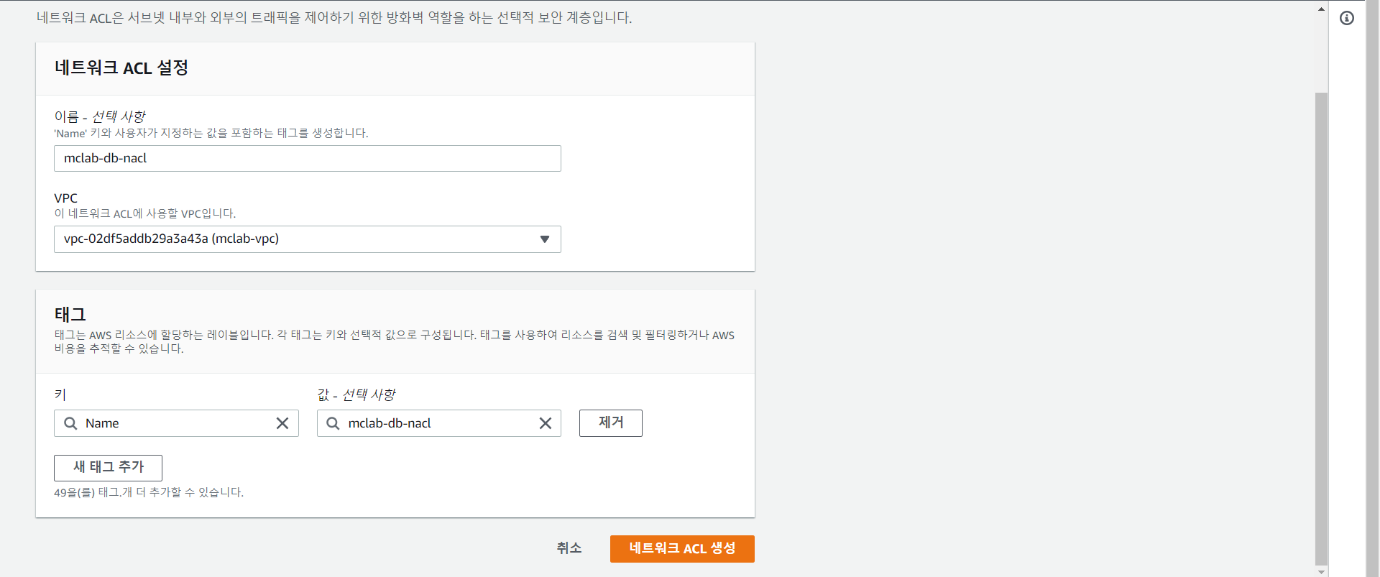 네트워크 ACL은 서브넷 내부와 외부의 트래픽을 제어하기 위한 방화벽 역할을 하는 선택적 보안 계층입니다.
네트워크 ACL 설정
이름 - 선택 사항
'Name' 키와 사용자가 지정하는 값을 포함하는 태그를 생성합니다.
mclab-db-nacl
VPC
이 네트워크 ACL에 사용할 VPC입니다.
vpc-02df5addb29a3a43a (mclab-vpc)
태그
태그는 AWS 리소스에 할당하는 레이블입니다. 각 태그는 키와 선택적 값으로 구성됩니다. 태그를 사용하여 리소스를 검색 및 필터링하거나 AWS
비용을 추적할 수 있습니다.
키 값 - 선택 사항
Name mclab-db-nacl 제거
새 태그 추가
49을(를) 태그.개 더 추가할 수 있습니다.
취소 네트워크 ACL 생성